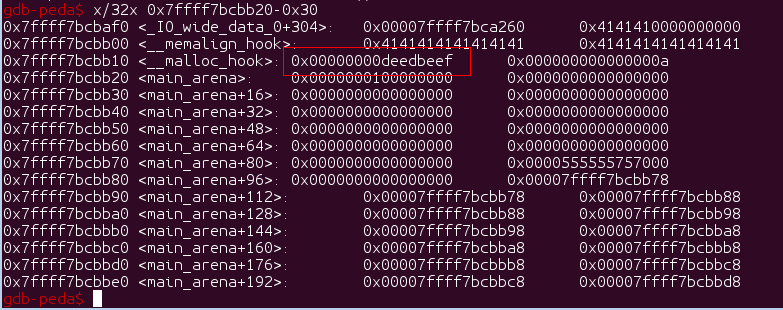 gdb-peda$ x/32x 0x7ffff7bcbb20-0x30
0x7ffff7bcbaf0 <_IO_wide_data_0+304>: 0x00007ffff7bca260 0x4141410000000000
0x7ffff7bcbb00 <__memalign_hook>: 0x4141414141414141 0x4141414141414141
0x7ffff7bcbb10 <__malloc_hook>: 0x00000000deedbeef 0x000000000000000a
0x7ffff7bcbb20 <main_arena>: 0x0000000100000000 0x0000000000000000
0x7ffff7bcbb30 <main_arena+16>: 0x0000000000000000 0x0000000000000000
0x7ffff7bcbb40 <main_arena+32>: 0x0000000000000000 0x0000000000000000
0x7ffff7bcbb50 <main_arena+48>: 0x0000000000000000 0x0000000000000000
0x7ffff7bcbb60 <main_arena+64>: 0x0000000000000000 0x0000000000000000
0x7ffff7bcbb70 <main_arena+80>: 0x0000000000000000 0x0000555555757000
0x7ffff7bcbb80 <main_arena+96>: 0x0000000000000000 0x00007ffff7bcbb78
0x7ffff7bcbb90 <main_arena+112>: 0x00007ffff7bcbb78 0x00007ffff7bcbb88
0x7ffff7bcbba0 <main_arena+128>: 0x00007ffff7bcbb88 0x00007ffff7bcbb98
0x7ffff7bcbbb0 <main_arena+144>: 0x00007ffff7bcbb98 0x00007ffff7bcbba8
0x7ffff7bcbbc0 <main_arena+160>: 0x00007ffff7bcbba8 0x00007ffff7bcbbb8
0x7ffff7bcbbd0 <main_arena+176>: 0x00007ffff7bcbbb8 0x00007ffff7bcbbc8
0x7ffff7bcbbe0 <main_arena+192>: 0x00007ffff7bcbbc8 0x00007ffff7bcbbd8
gdb-peda$